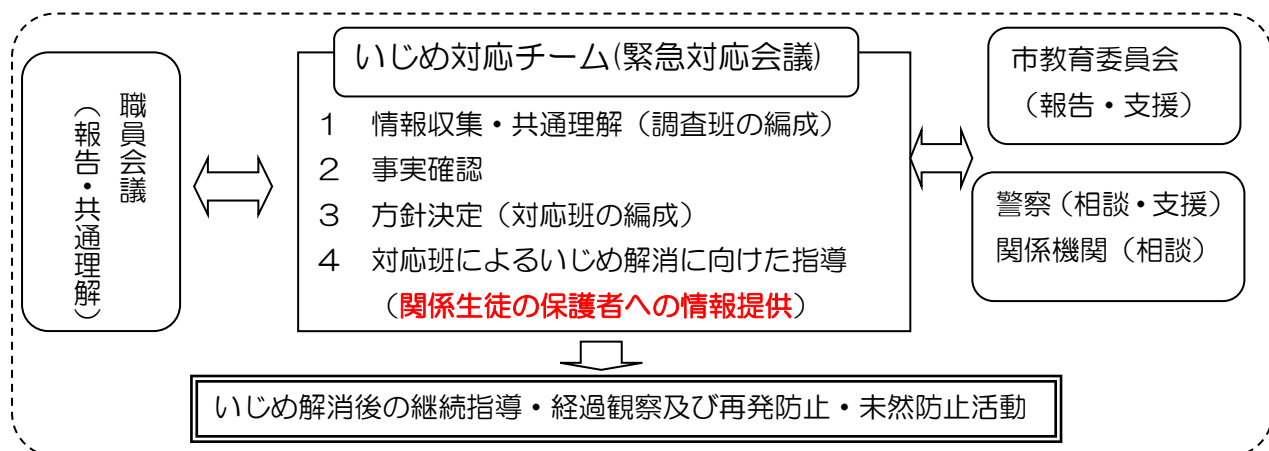 職員会議
（報告・共通理解）
いじめ対応チーム(緊急対応会議)
１　情報収集・共通理解（調査班の編成）
２　事実確認
３　方針決定（対応班の編成）
４　対応班によるいじめ解消に向けた指導
（関係生徒の保護者への情報提供）
市教育委員会
（報告・支援）
警察（相談・支援）
関係機関（相談）
いじめ解消後の継続指導・経過観察及び再発防止・未然防止活動